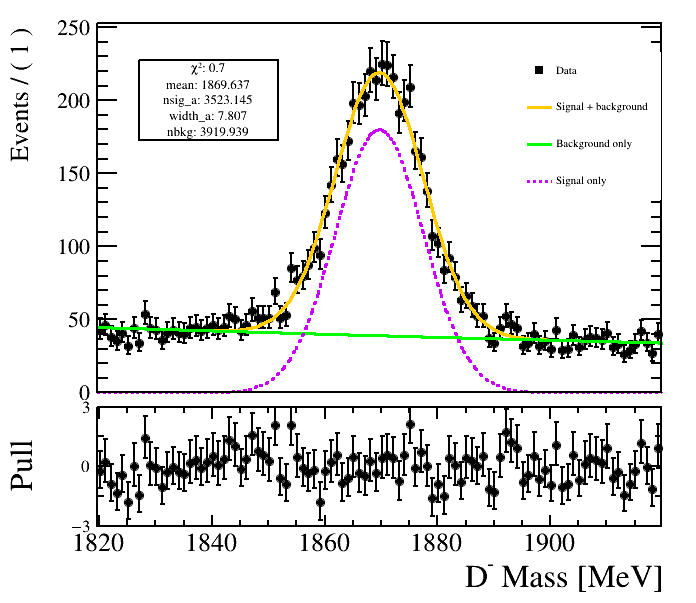 Events / ( 1 )
250
200
150
100
50
0
χ²: 0.7
mean: 1869.637
nsig_a: 3523.145
width_a: 7.807
nbkg: 3919.939
Data
Signal + background
Background only
Signal only
Pull
3
0
−3
1820 1840 1860 1880 1900
D⁻ Mass [MeV]